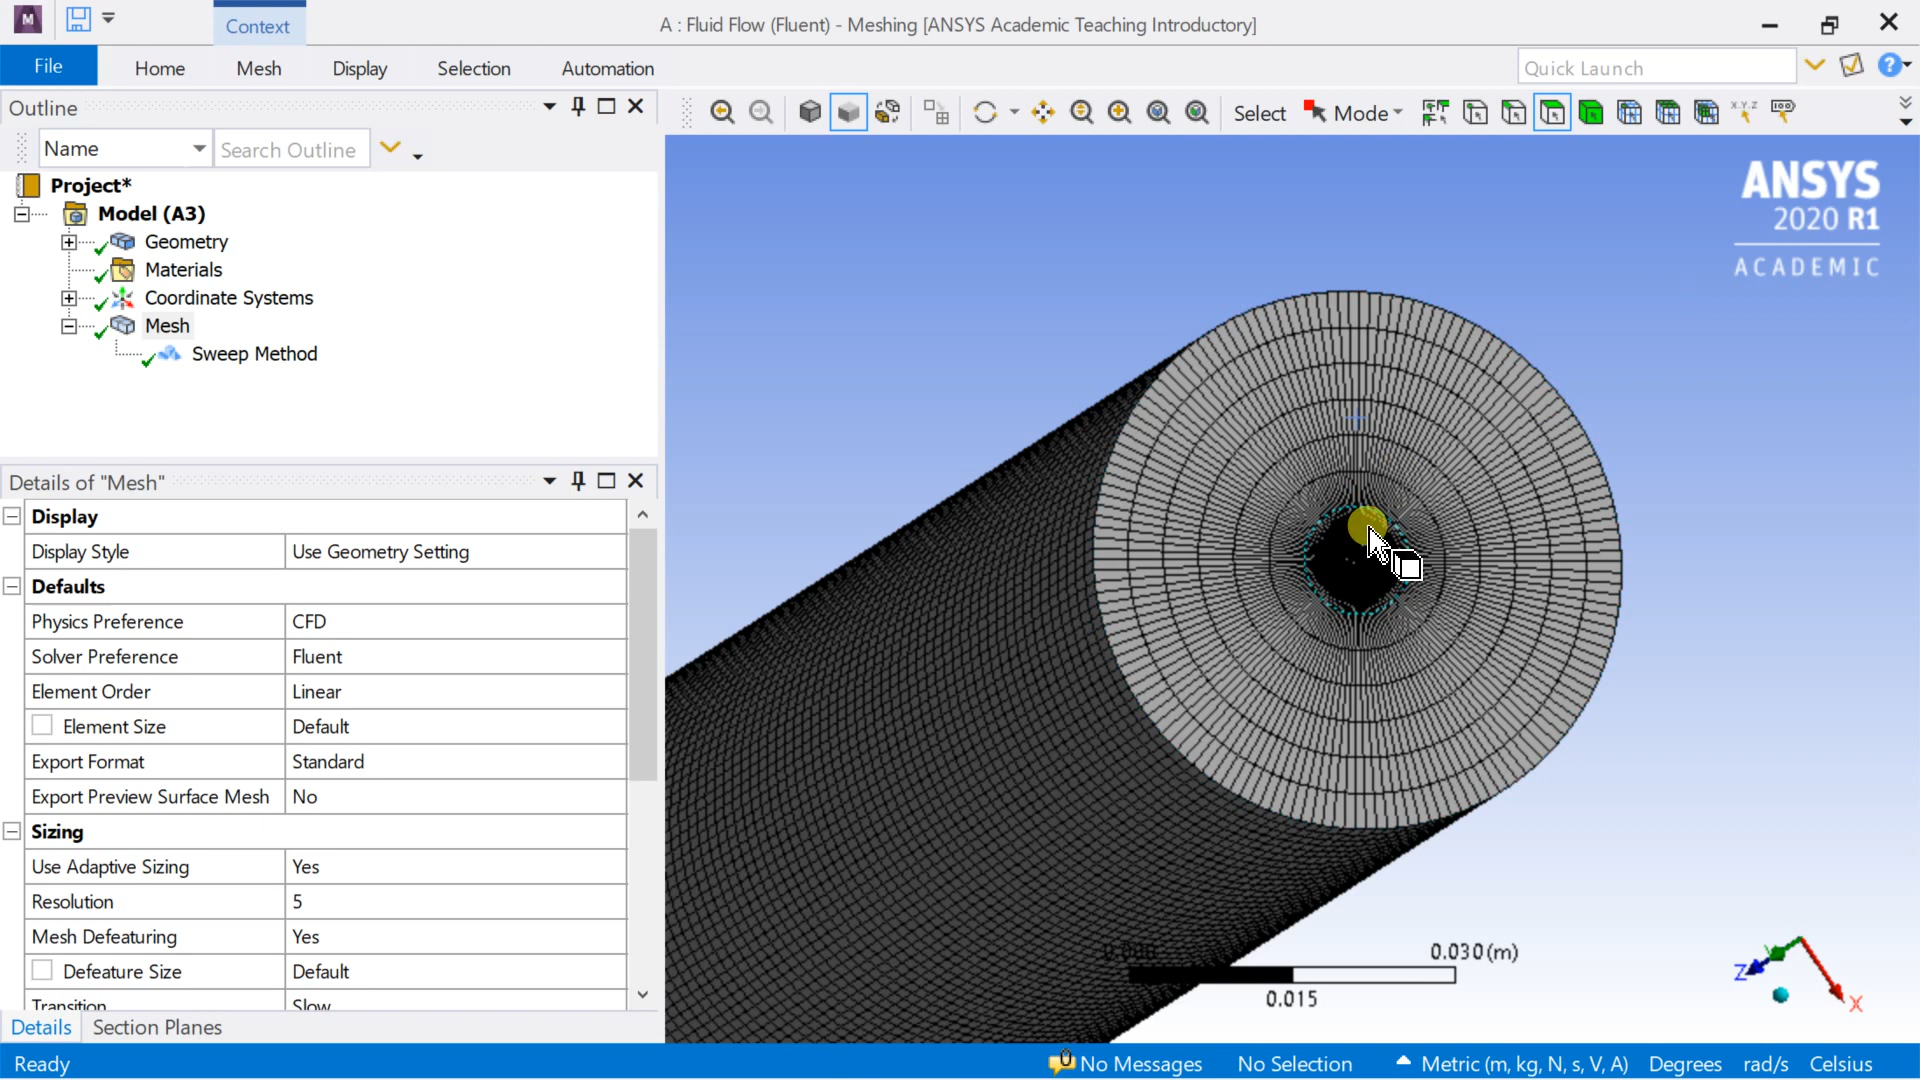 M
Context
A : Fluid Flow (Fluent) - Meshing [ANSYS Academic Teaching Introductory]
File
Home
Mesh
Display
Selection
Automation
Quick Launch
Outline
Select
Mode
Name
Search Outline
Project*
Model (A3)
Geometry
Materials
Coordinate Systems
Mesh
Sweep Method
ANSYS
2020 R1
ACADEMIC
Details of "Mesh"
Display
Display Style Use Geometry Setting
Defaults
Physics Preference CFD
Solver Preference Fluent
Element Order Linear
Element Size Default
Export Format Standard
Export Preview Surface Mesh No
Sizing
Use Adaptive Sizing Yes
Resolution 5
Mesh Defeaturing Yes
Defeature Size Default
Transition Slow
0.000
0.030 (m)
0.015
Z
X
Details
Section Planes
Ready
No Messages
No Selection
Metric (m, kg, N, s, V, A)
Degrees
rad/s
Celsius